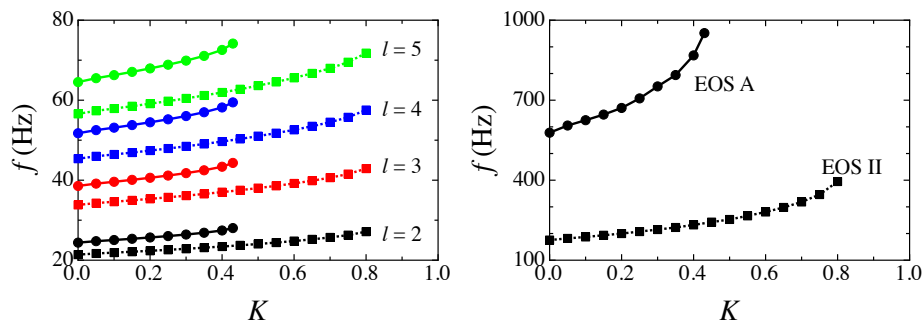 80
60
40
20
f (Hz)
l = 5
l = 4
l = 3
l = 2
0.0 0.2 0.4 0.6 0.8 1.0
K
1000
700
400
100
f (Hz)
EOS A
EOS II
0.0 0.2 0.4 0.6 0.8 1.0
K